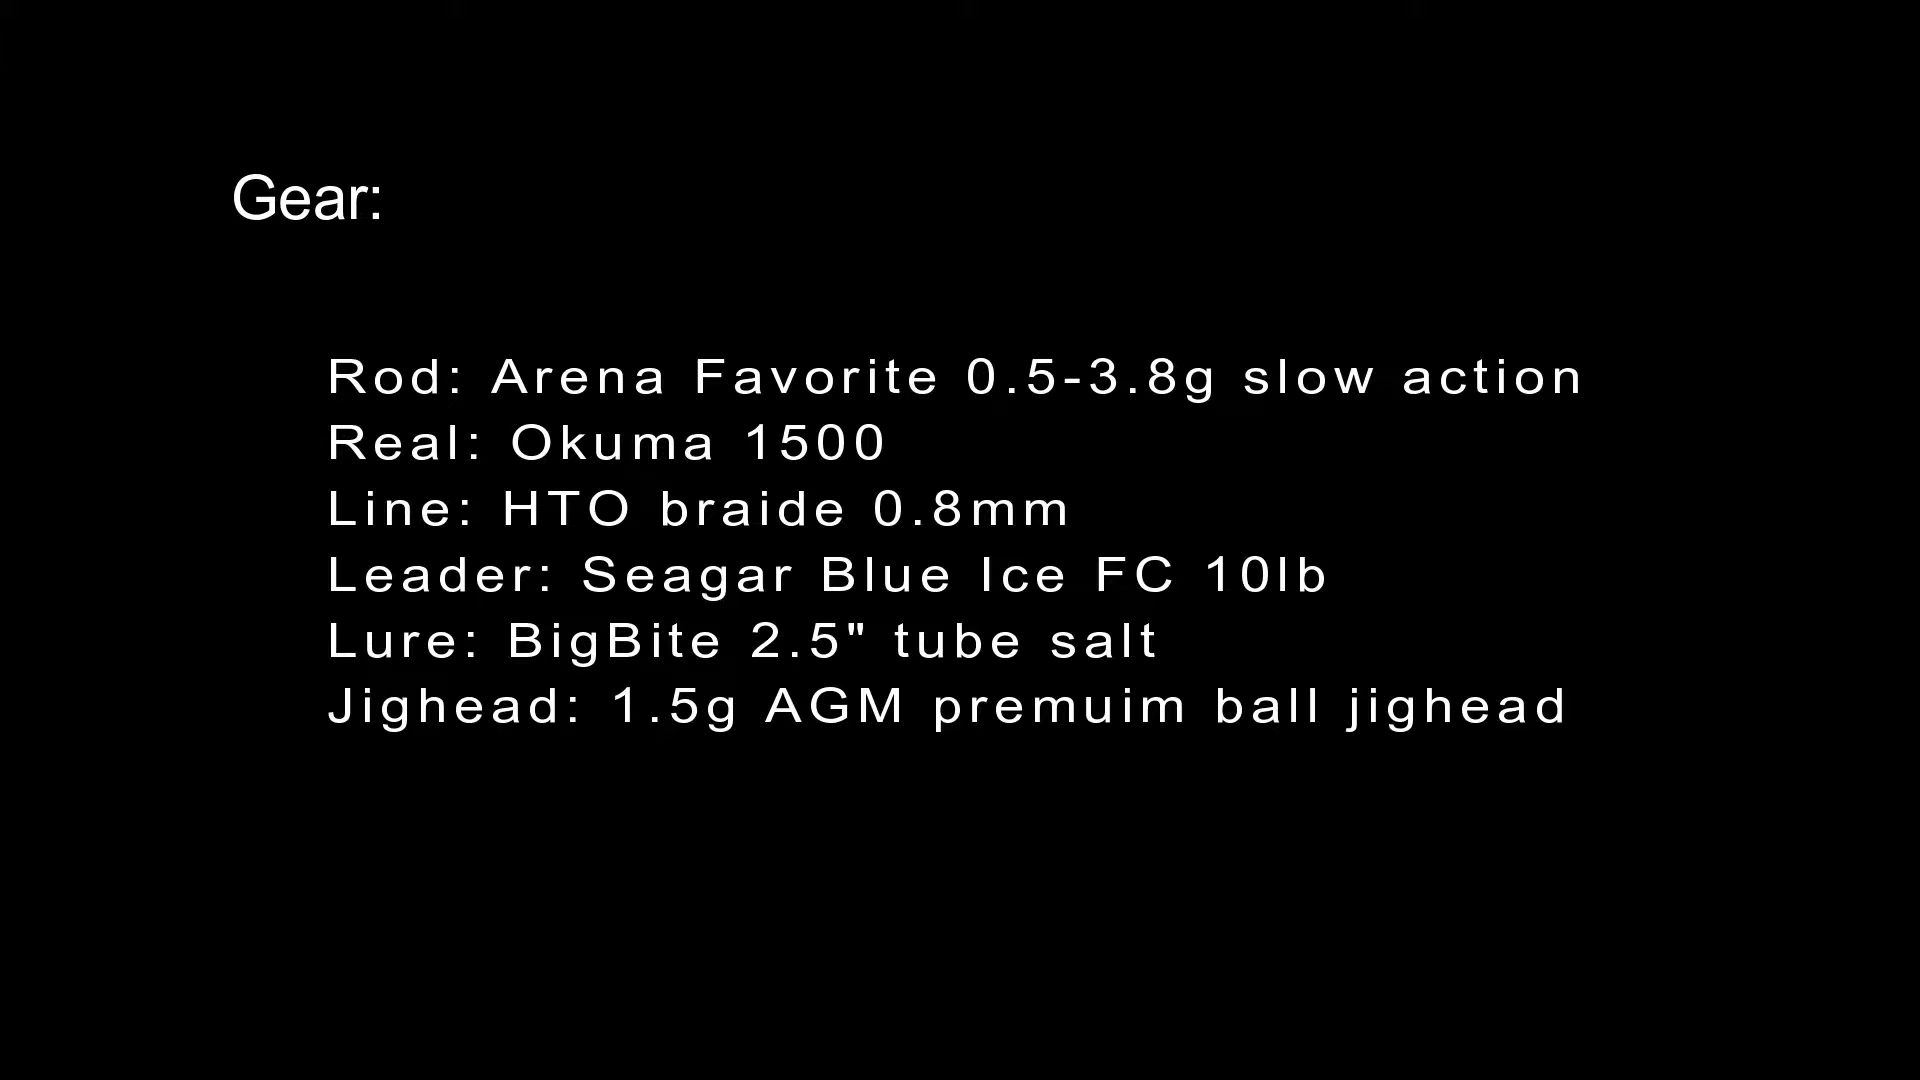 Gear:
Rod: Arena Favorite 0.5-3.8g slow action
Real: Okuma 1500
Line: HTO braide 0.8mm
Leader: Seagar Blue Ice FC 10lb
Lure: BigBite 2.5" tube salt
Jighead: 1.5g AGM premuim ball jighead